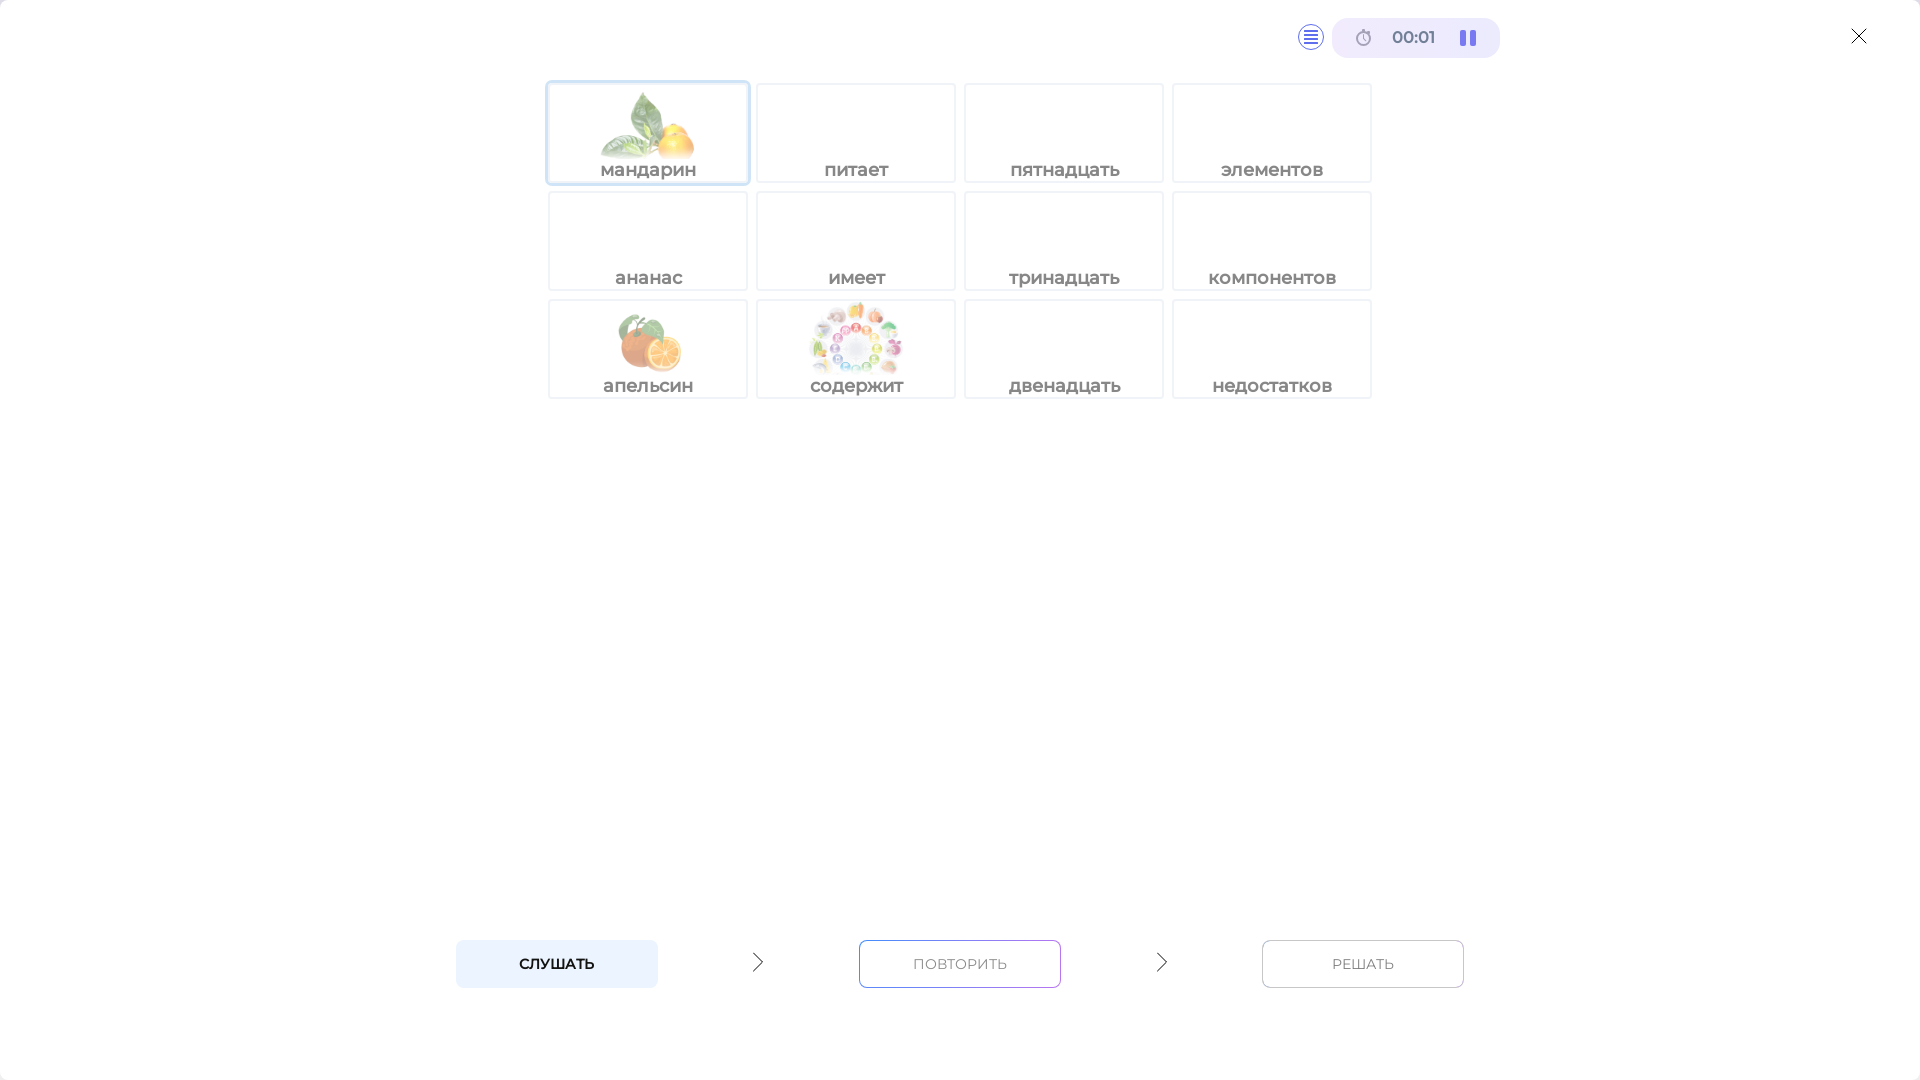 00:01
мандарин питает пятнадцать элементов
ананас имеет тринадцать компонентов
апельсин содержит двенадцать недостатков
СЛУШАТЬ ПОВТОРИТЬ РЕШАТЬ